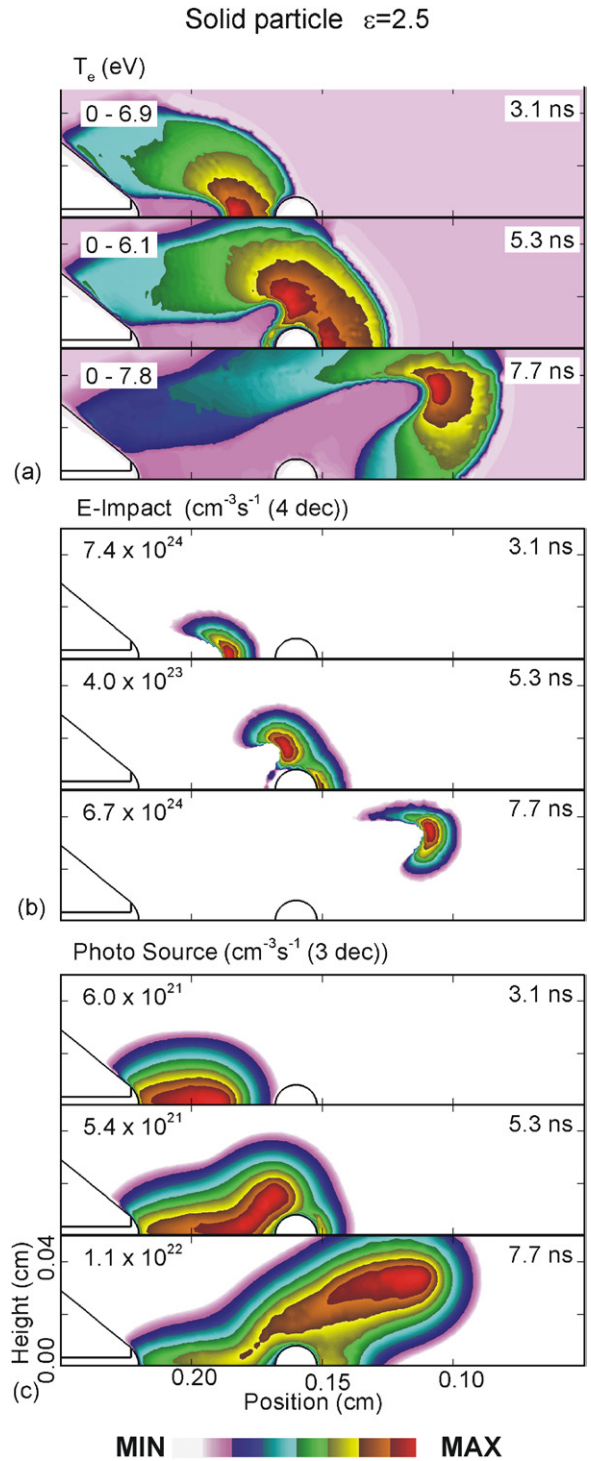 Solid particle ε=2.5
Tₑ (eV)
0 - 6.9 3.1 ns
0 - 6.1 5.3 ns
0 - 7.8 7.7 ns
(a)
E-Impact (cm⁻³s⁻¹ (4 dec))
7.4 x 10²⁴ 3.1 ns
4.0 x 10²³ 5.3 ns
6.7 x 10²⁴ 7.7 ns
(b)
Photo Source (cm⁻³s⁻¹ (3 dec))
6.0 x 10²¹ 3.1 ns
5.4 x 10²¹ 5.3 ns
1.1 x 10²² 7.7 ns
Height (cm)
0.04
0.00
(c)
0.20 0.15 0.10
Position (cm)
MIN MAX